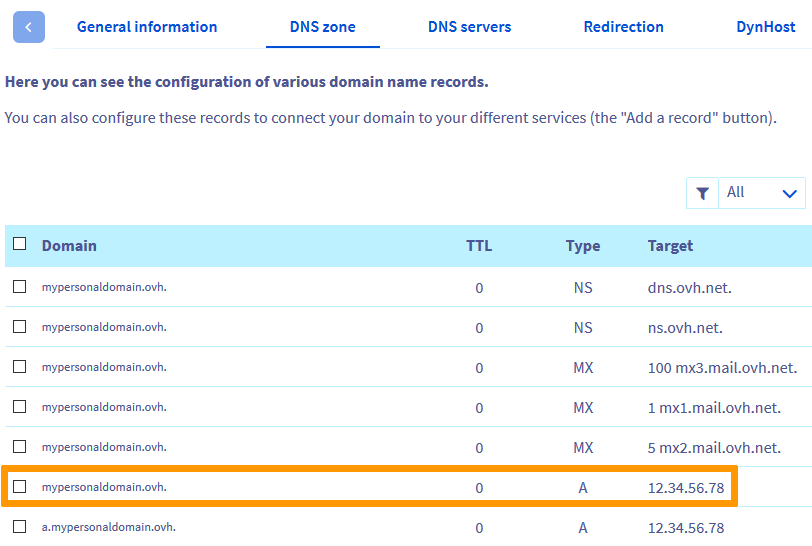 General information DNS zone DNS servers Redirection DynHost
Here you can see the configuration of various domain name records.
You can also configure these records to connect your domain to your different services (the "Add a record" button).
All
Domain TTL Type Target
mypersonaldomain.ovh. 0 NS dns.ovh.net.
mypersonaldomain.ovh. 0 NS ns.ovh.net.
mypersonaldomain.ovh. 0 MX 100 mx3.mail.ovh.net.
mypersonaldomain.ovh. 0 MX 1 mx1.mail.ovh.net.
mypersonaldomain.ovh. 0 MX 5 mx2.mail.ovh.net.
mypersonaldomain.ovh. 0 A 12.34.56.78
a.mypersonaldomain.ovh. 0 A 12.34.56.78